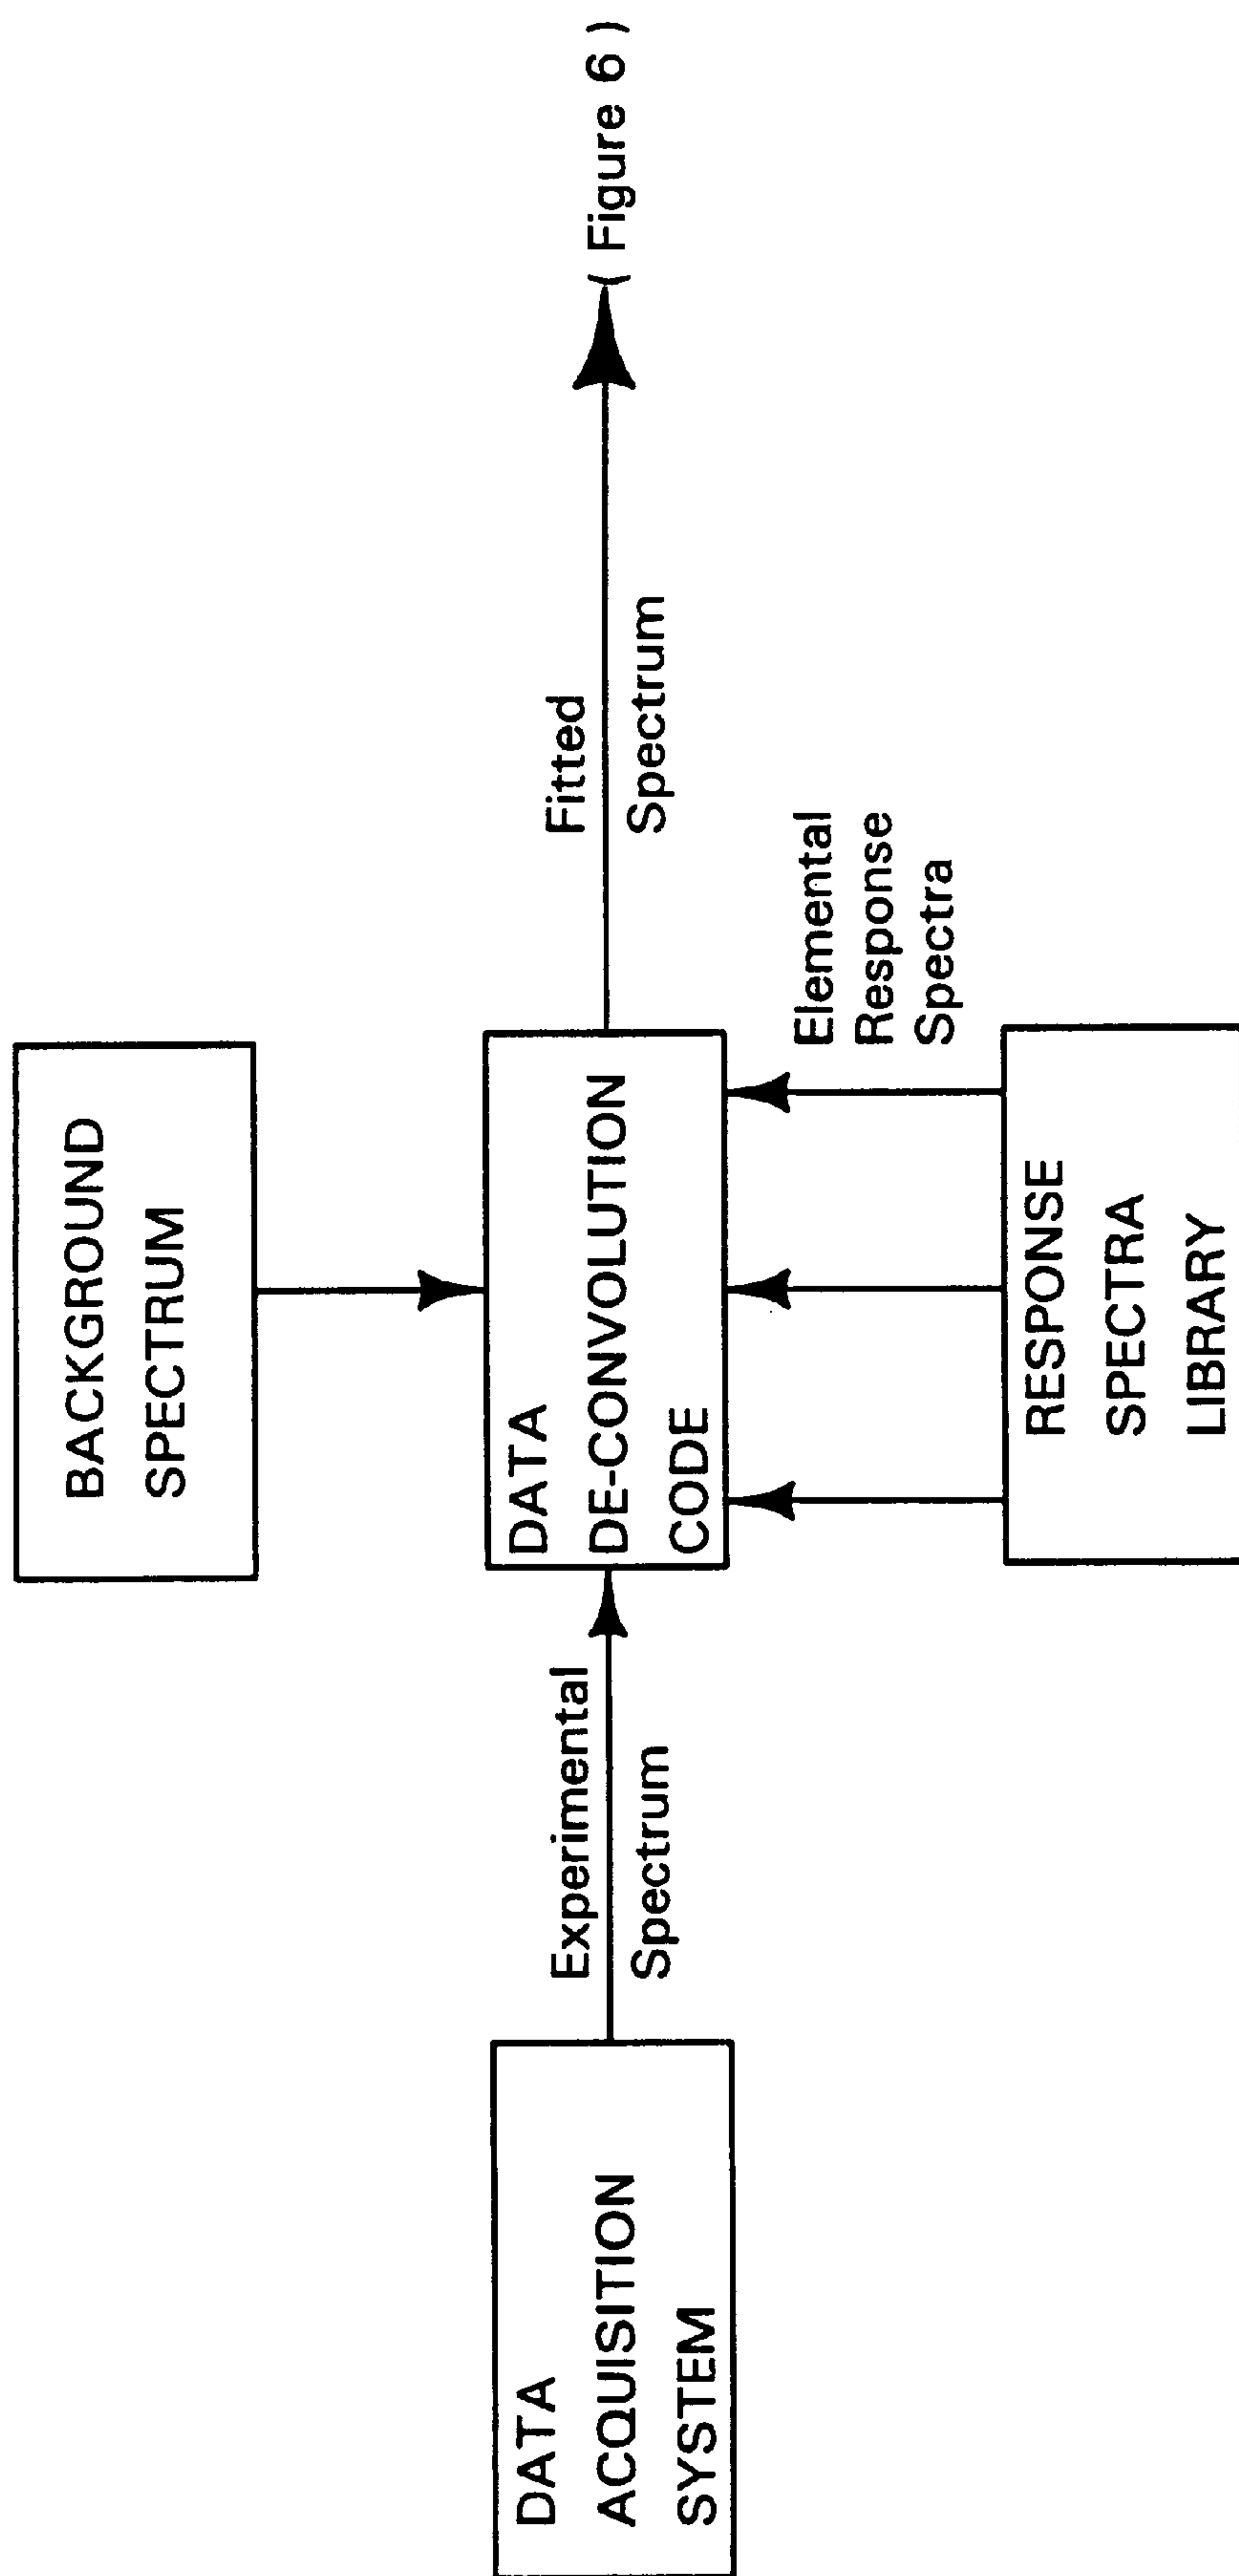 BACKGROUND
SPECTRUM
DATA
ACQUISITION
SYSTEM
Experimental
Spectrum
DATA
DE-CONVOLUTION
CODE
Fitted
Spectrum
( Figure 6 )
Elemental
Response
Spectra
RESPONSE
SPECTRA
LIBRARY